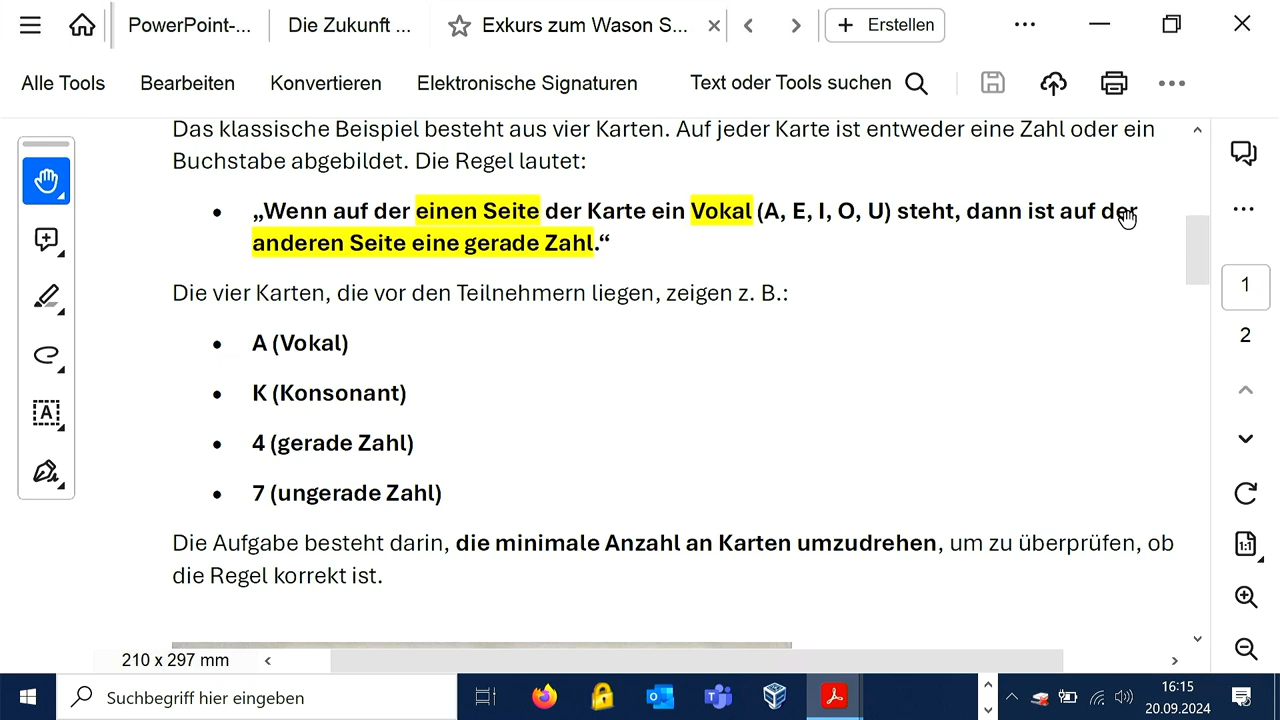 PowerPoint-...
Die Zukunft ...
Exkurs zum Wason S...
Erstellen
Alle Tools
Bearbeiten
Konvertieren
Elektronische Signaturen
Text oder Tools suchen
Das klassische Beispiel besteht aus vier Karten. Auf jeder Karte ist entweder eine Zahl oder ein
Buchstabe abgebildet. Die Regel lautet:
• „Wenn auf der einen Seite der Karte ein Vokal (A, E, I, O, U) steht, dann ist auf der
anderen Seite eine gerade Zahl.“
Die vier Karten, die vor den Teilnehmern liegen, zeigen z. B.:
• A (Vokal)
• K (Konsonant)
• 4 (gerade Zahl)
• 7 (ungerade Zahl)
Die Aufgabe besteht darin, die minimale Anzahl an Karten umzudrehen, um zu überprüfen, ob
die Regel korrekt ist.
1
2
1:1
A
210 x 297 mm
Suchbegriff hier eingeben
16:15
20.09.2024